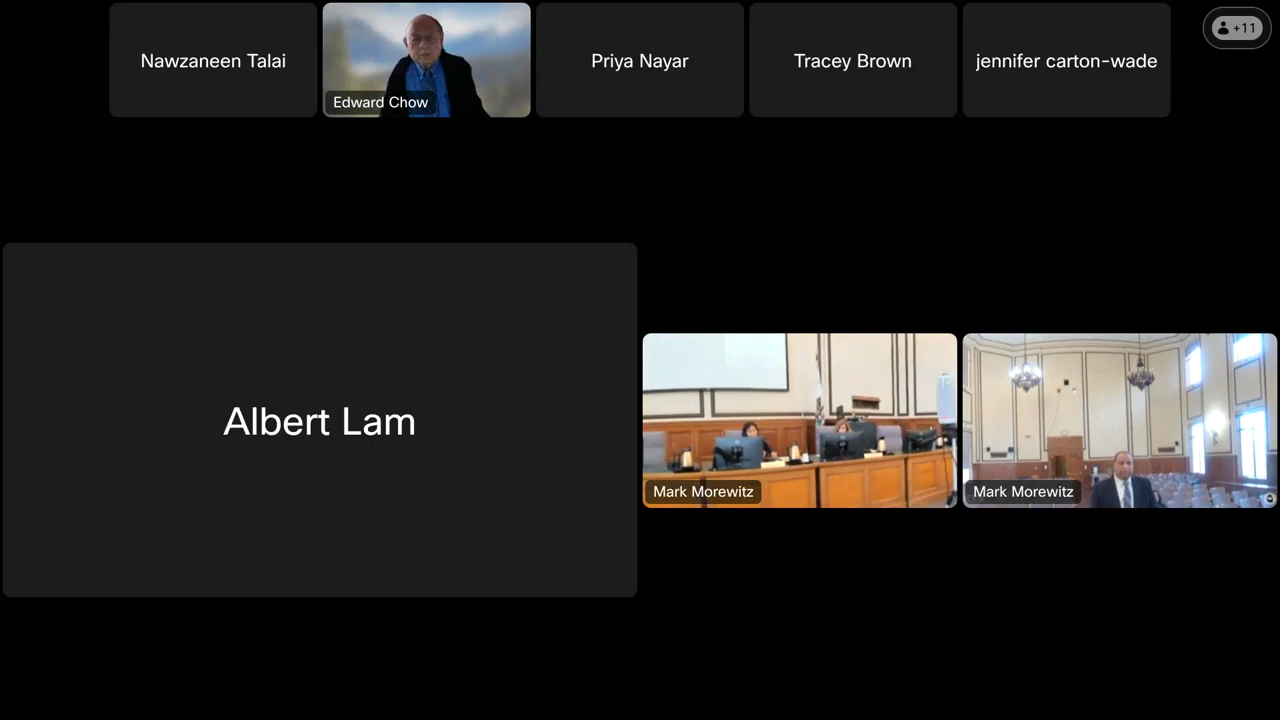 Nawzaneen Talai
Edward Chow
Priya Nayar
Tracey Brown
jennifer carton-wade
+11
Albert Lam
Mark Morewitz
Mark Morewitz